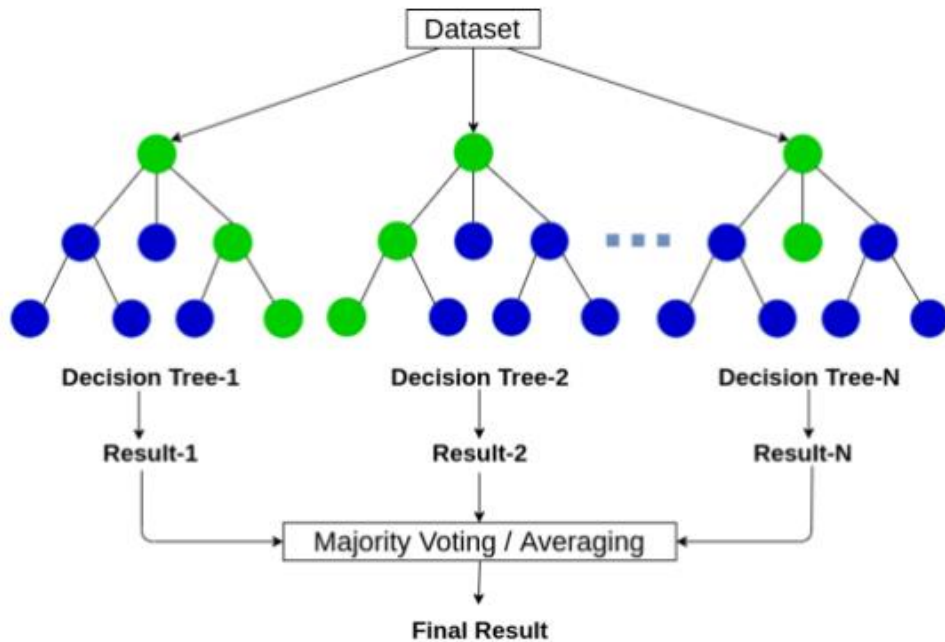 Dataset
Decision Tree-1
Decision Tree-2
Decision Tree-N
Result-1
Result-2
Result-N
Majority Voting / Averaging
Final Result